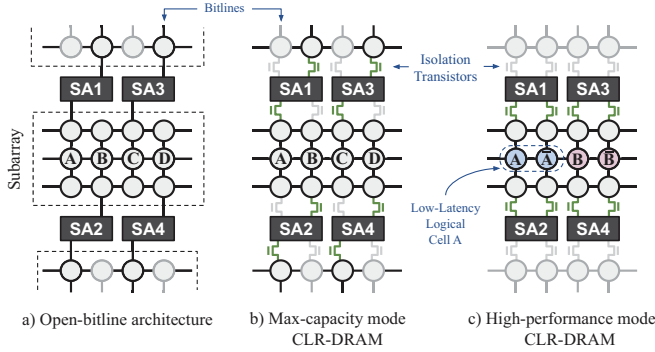 Bitlines
Isolation
Transistors
SA1 SA3 SA1 SA3 SA1 SA3
Subarray
A B C D A B C D A A̅ B B̅
SA2 SA4 SA2 SA4 SA2 SA4
Low-Latency
Logical
Cell A
a) Open-bitline architecture b) Max-capacity mode c) High-performance mode
CLR-DRAM CLR-DRAM